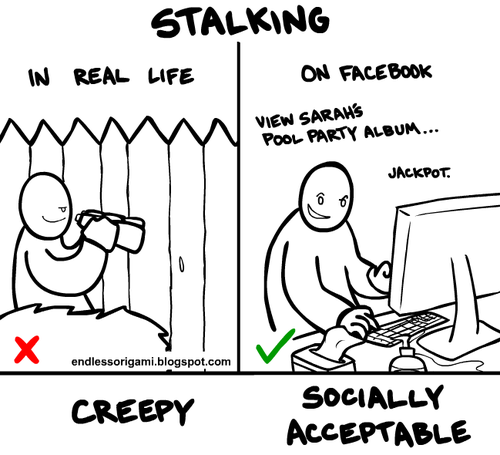 STALKING
IN REAL LIFE
endlessorigami.blogspot.com
CREEPY
ON FACEBOOK
VIEW SARAH'S
POOL PARTY ALBUM...
JACKPOT.
SOCIALLY
ACCEPTABLE